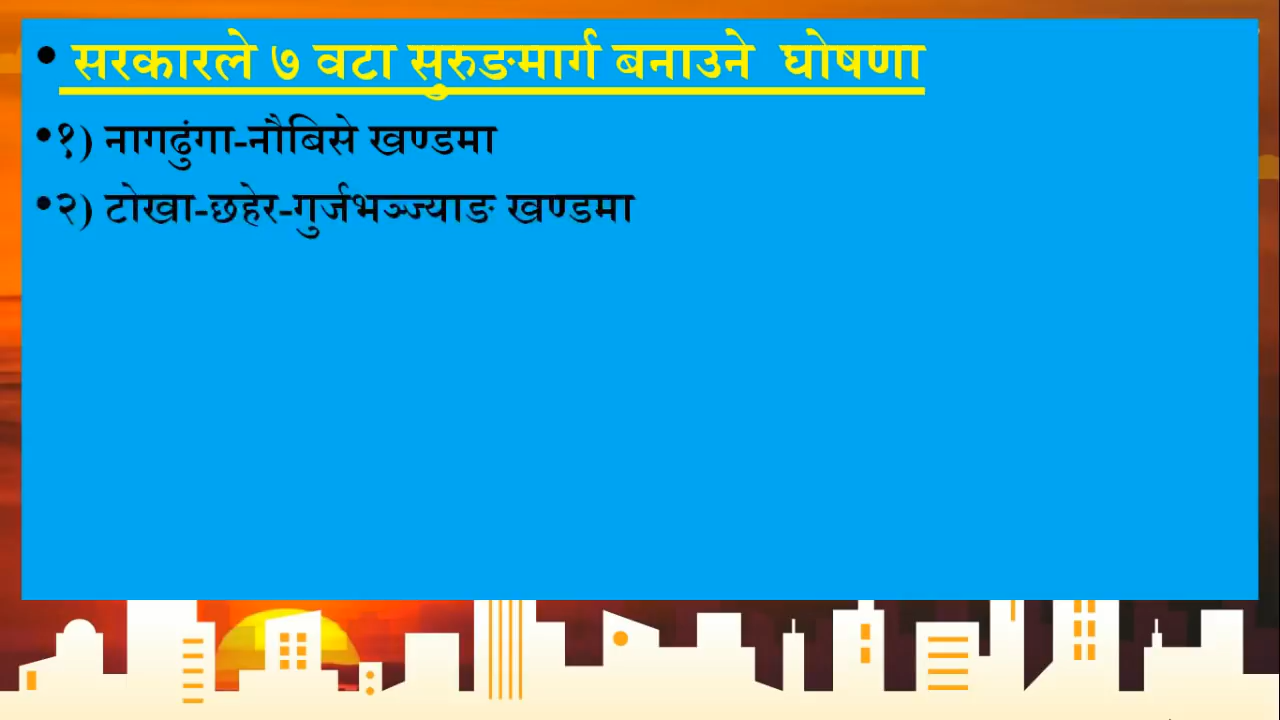 • सरकारले ७ वटा सुरुङमार्ग बनाउने घोषणा
•१) नागढुंगा-नौबिसे खण्डमा
•२) टोखा-छहेर-गुर्जभञ्ज्याङ खण्डमा